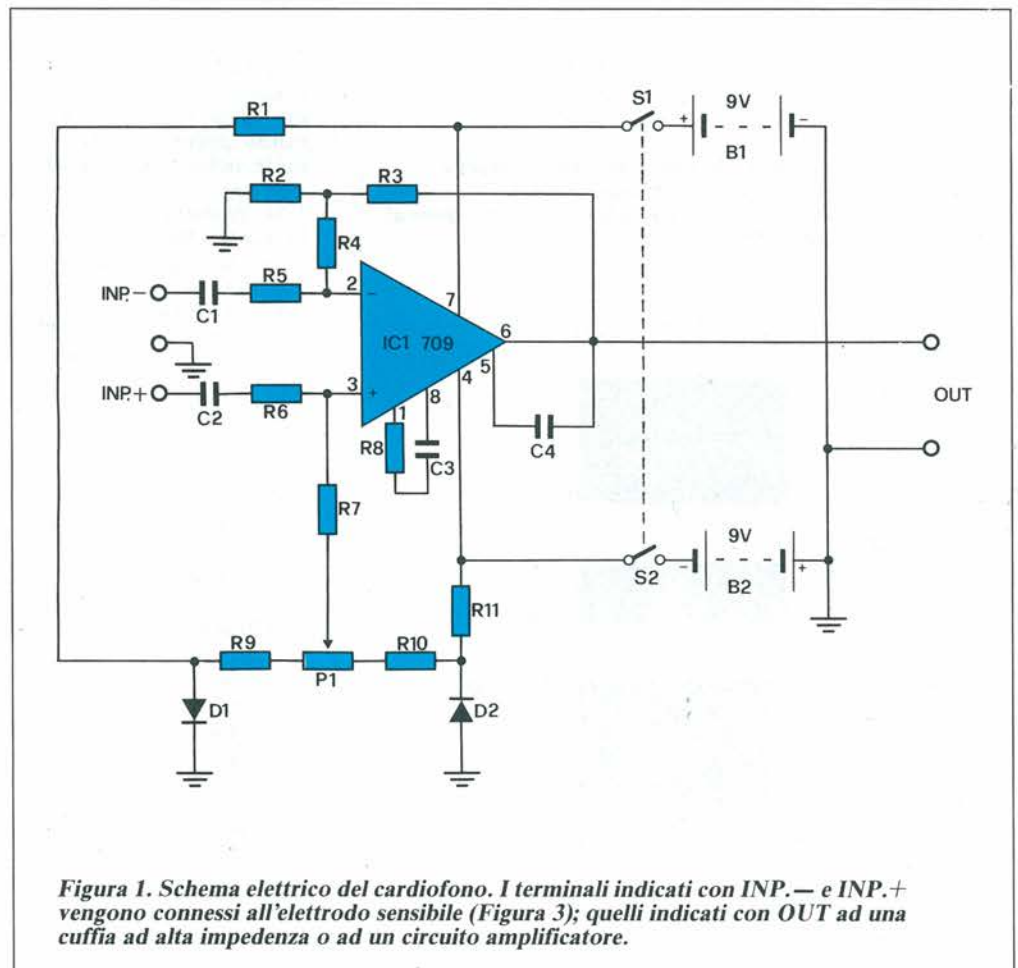 R1
S1
9V
+
−
B1
R2
R3
R4
INP.−
C1
R5
2
−
7
IC1 709
6
5
4
INP.+
C2
R6
3
+
1
8
R8
C3
C4
OUT
R7
S2
9V
−
+
B2
R11
R9
P1
R10
D1
D2
Figura 1. Schema elettrico del cardiofono. I terminali indicati con INP.— e INP.+
vengono connessi all'elettrodo sensibile (Figura 3); quelli indicati con OUT ad una
cuffia ad alta impedenza o ad un circuito amplificatore.